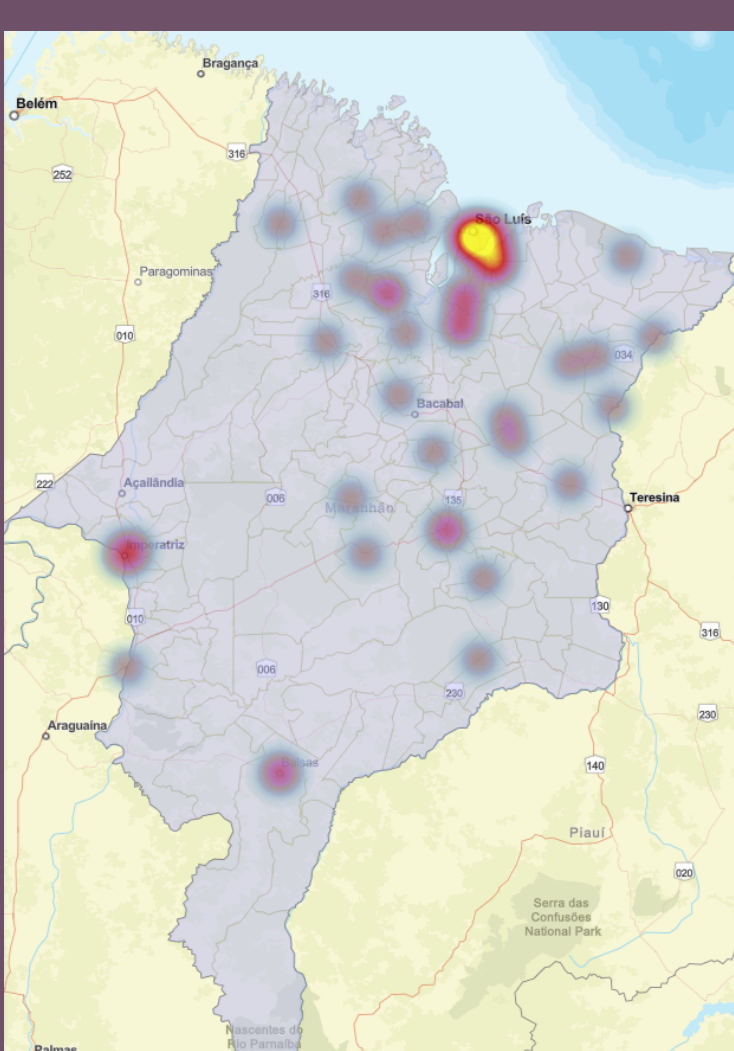 Bragança
Belém
316
252
São Luís
Paragominas
316
010
034
Bacabal
222
Açailândia
006
135
Maranhão
Teresina
Imperatriz
010
130
316
006
230
230
Araguaína
Balsas
140
Piauí
020
Serra das
Confusões
National Park
Nascentes do
Rio Parnaíba
Palmas